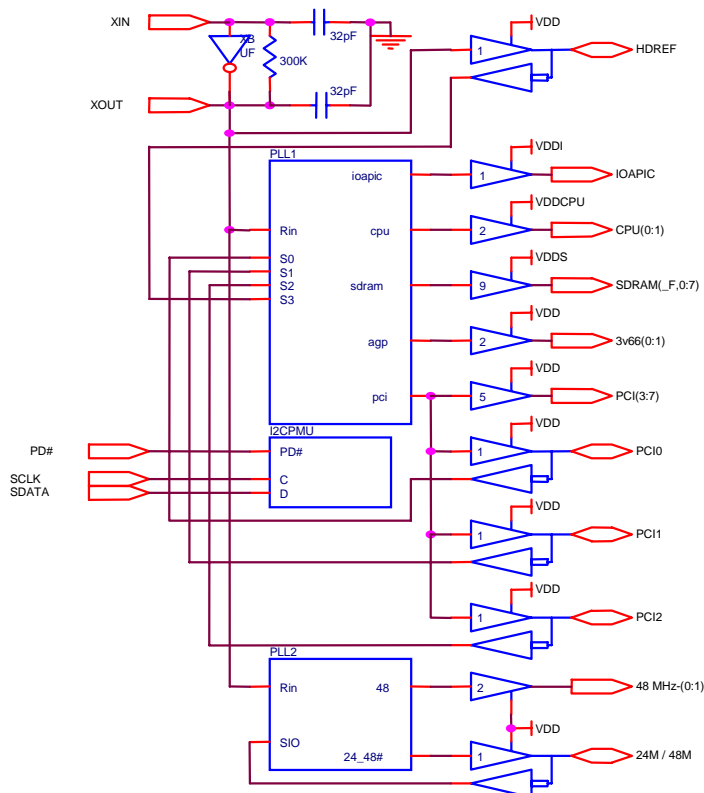 XIN
XB
UF
300K
32pF
32pF
XOUT
VDD
1
HDREF
PLL1
ioapic
Rin
cpu
S0
S1
S2
S3
sdram
agp
pci
VDDI
1
IOAPIC
VDDCPU
2
CPU(0:1)
VDDS
9
SDRAM(_F,0:7)
VDD
2
3v66(0:1)
VDD
5
PCI(3:7)
I2CPMU
PD#
PD#
SCLK
C
SDATA
D
VDD
1
PCI0
VDD
1
PCI1
VDD
1
PCI2
PLL2
Rin
48
2
48 MHz-(0:1)
VDD
SIO
24_48#
1
24M / 48M